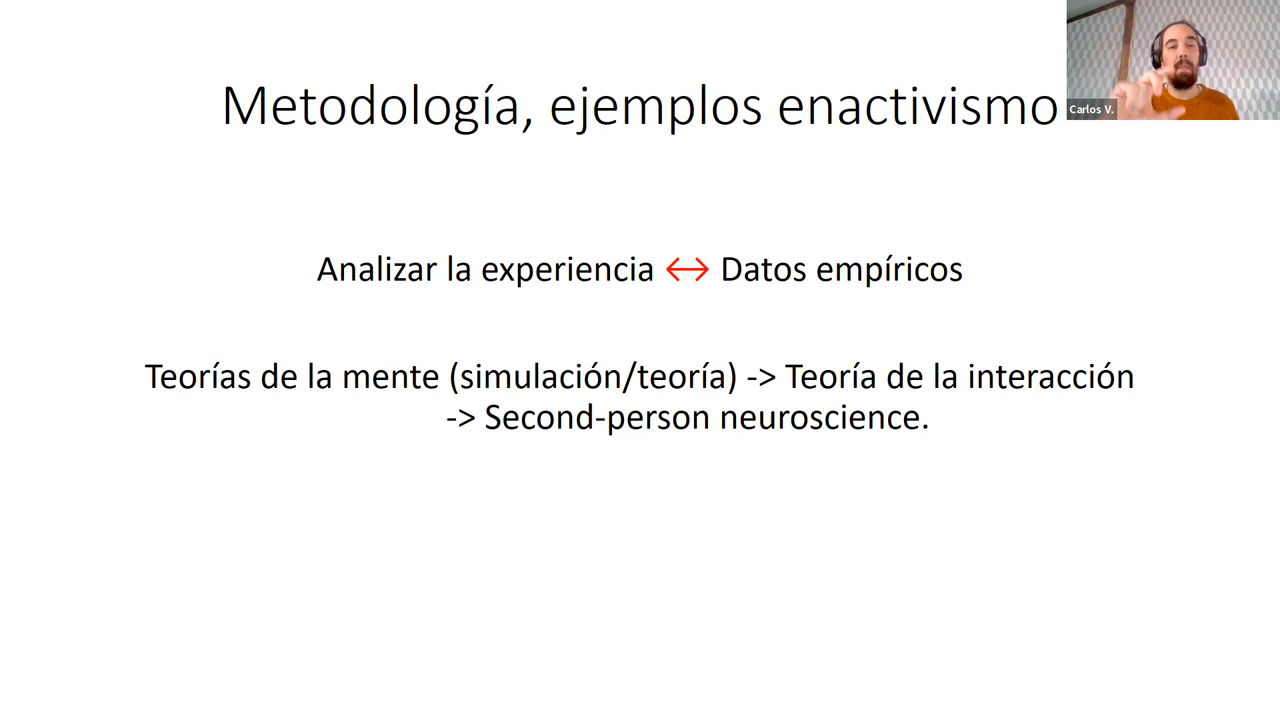 Metodología, ejemplos enactivismo
Carlos V.
Analizar la experiencia <-> Datos empíricos
Teorías de la mente (simulación/teoría) -> Teoría de la interacción
-> Second-person neuroscience.